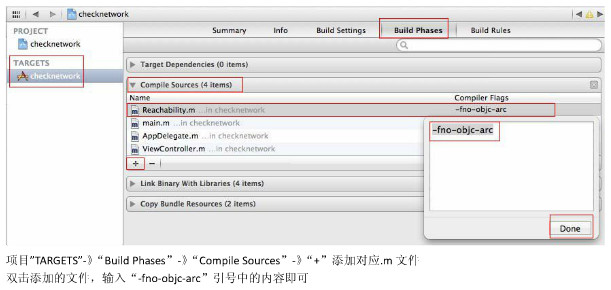 checknetwork
PROJECT
checknetwork
TARGETS
checknetwork
Summary Info Build Settings Build Phases Build Rules
Target Dependencies (0 items)
Compile Sources (4 items)
Name Compiler Flags
Reachability.m ...in checknetwork -fno-objc-arc
main.m ...in checknetwork
AppDelegate.m ...in checknetwork
ViewController.m ...in checknetwork
-fno-objc-arc
+ −
Link Binary With Libraries (4 items)
Copy Bundle Resources (2 items)
Done
项目"TARGETS"-》“Build Phases”-》“Compile Sources”-》“+”添加对应.m 文件
双击添加的文件，输入“-fno-objc-arc”引号中的内容即可